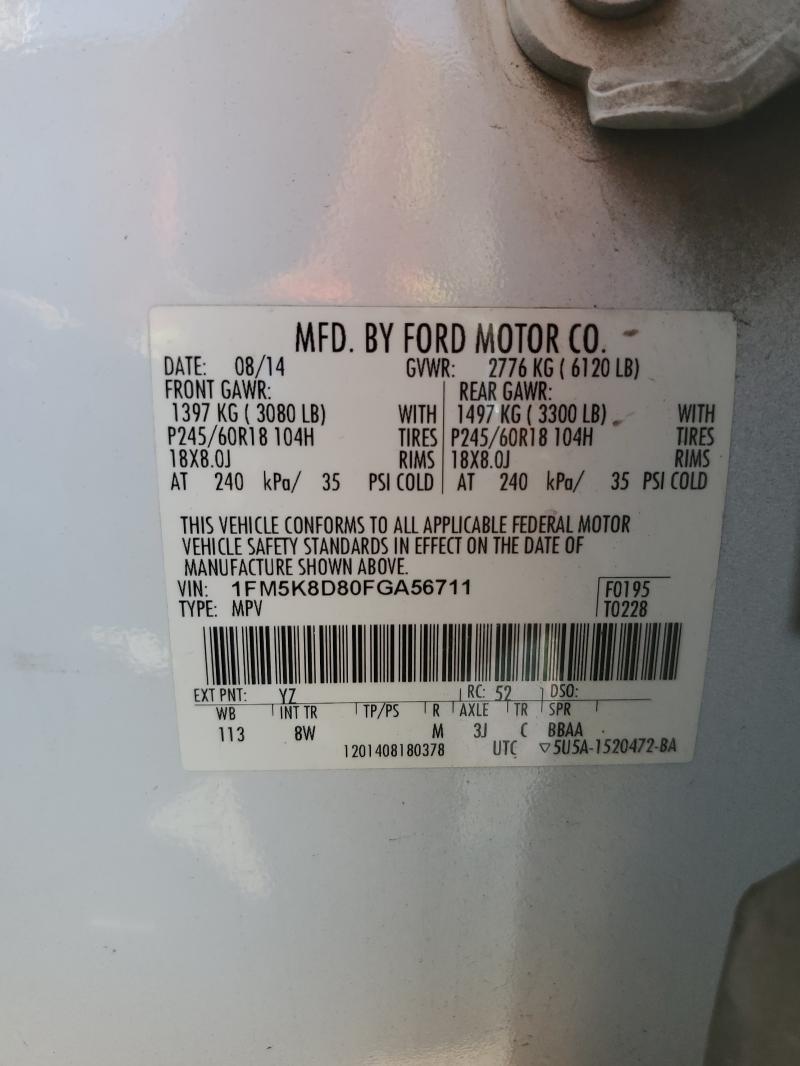 MFD. BY FORD MOTOR CO.
DATE: 08/14 GVWR: 2776 KG ( 6120 LB)
FRONT GAWR: REAR GAWR:
1397 KG ( 3080 LB) WITH 1497 KG ( 3300 LB) WITH
P245/60R18 104H TIRES P245/60R18 104H TIRES
18X8.0J RIMS 18X8.0J RIMS
AT 240 kPa/ 35 PSI COLD AT 240 kPa/ 35 PSI COLD
THIS VEHICLE CONFORMS TO ALL APPLICABLE FEDERAL MOTOR
VEHICLE SAFETY STANDARDS IN EFFECT ON THE DATE OF
MANUFACTURE SHOWN ABOVE.
VIN: 1FM5K8D80FGA56711 F0195
TYPE: MPV T0228
EXT PNT: YZ RC: 52 DSO:
WB INT TR TP/PS R AXLE TR SPR
113 8W M 3J C BBAA
1201408180378 UTC ▽5U5A-1520472-BA